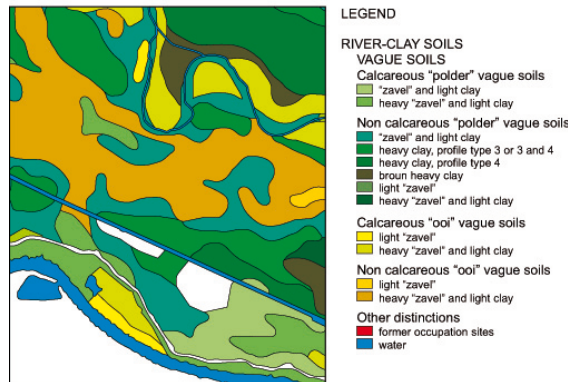 LEGEND
RIVER-CLAY SOILS
VAGUE SOILS
Calcareous "polder" vague soils
"zavel" and light clay
heavy "zavel" and light clay
Non calcareous "polder" vague soils
"zavel" and light clay
heavy clay, profile type 3 or 3 and 4
heavy clay, profile type 4
broun heavy clay
light "zavel"
heavy "zavel" and light clay
Calcareous "ooi" vague soils
light "zavel"
heavy "zavel" and light clay
Non calcareous "ooi" vague soils
light "zavel"
heavy "zavel" and light clay
Other distinctions
former occupation sites
water